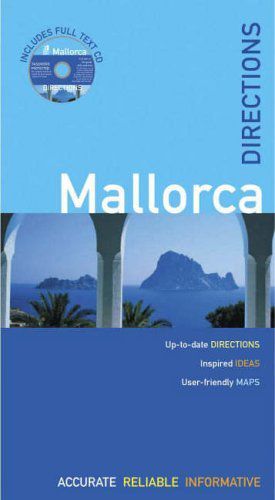 INCLUDES FULL TEXT CD
Mallorca
DIRECTIONS
DIRECTIONS
Mallorca
Up-to-date DIRECTIONS
Inspired IDEAS
User-friendly MAPS
ACCURATE RELIABLE INFORMATIVE